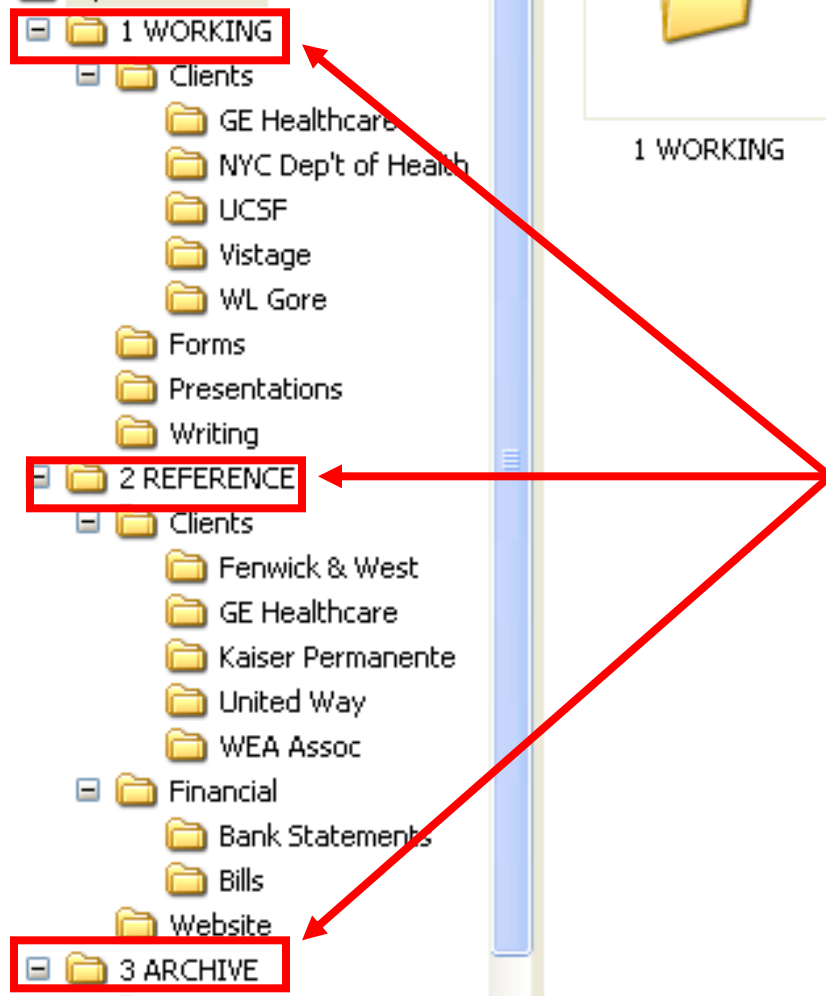 1 WORKING
Clients
GE Healthcare
NYC Dep't of Health
UCSF
Vistage
WL Gore
Forms
Presentations
Writing
2 REFERENCE
Clients
Fenwick & West
GE Healthcare
Kaiser Permanente
United Way
WEA Assoc
Financial
Bank Statements
Bills
Website
3 ARCHIVE
1 WORKING